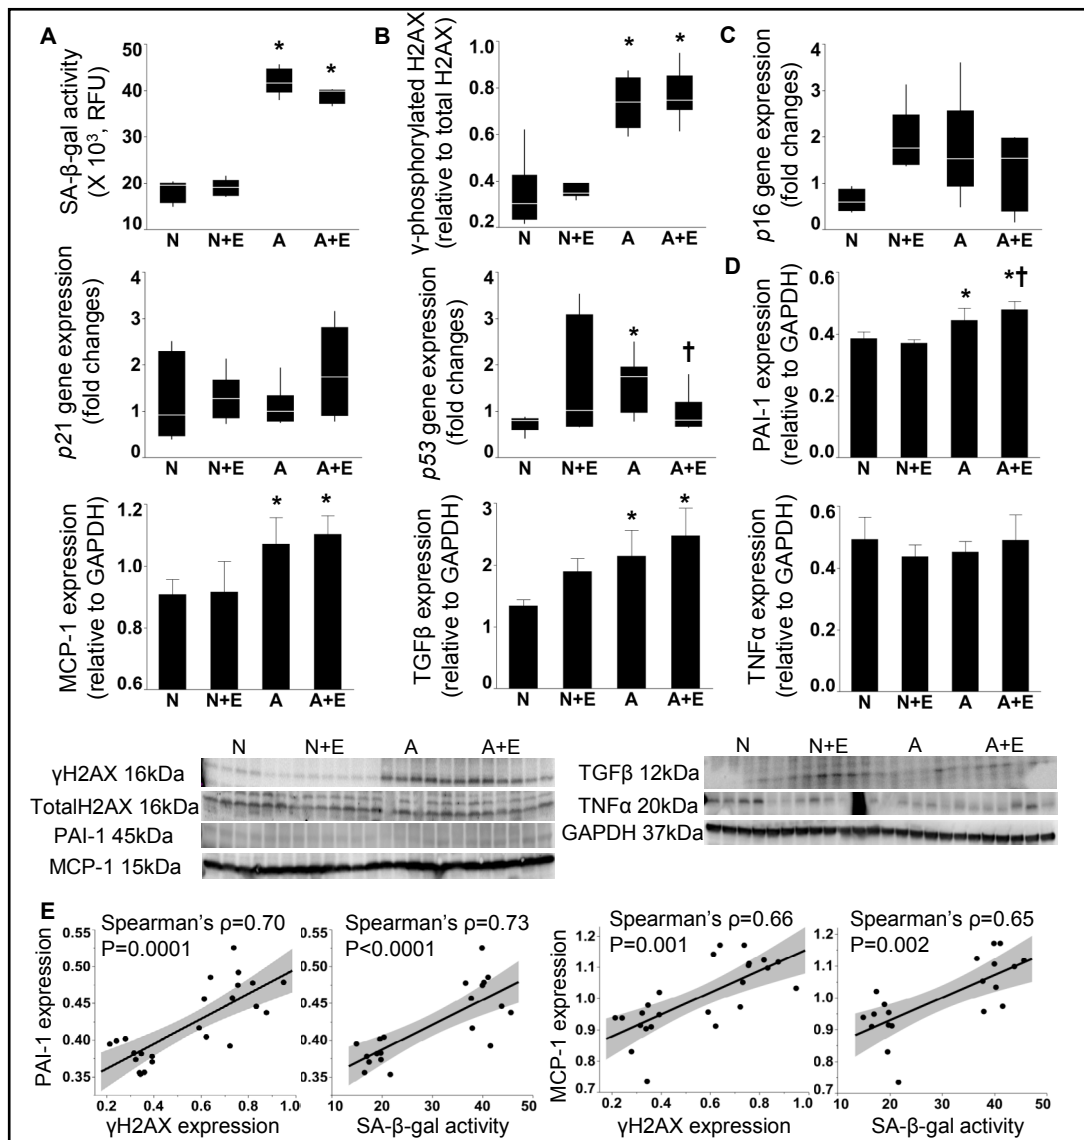 A
SA-β-gal activity
(X 10³, RFU)
50
40
30
20
10
N N+E A A+E
* *
B
γ-phosphorylated H2AX
(relative to total H2AX)
1.0
0.8
0.6
0.4
0.2
N N+E A A+E
* *
C
p16 gene expression
(fold changes)
4
3
2
1
0
N N+E A A+E
p21 gene expression
(fold changes)
4
3
2
1
0
N N+E A A+E
p53 gene expression
(fold changes)
4
3
2
1
0
N N+E A A+E
* †
D
PAI-1 expression
(relative to GAPDH)
0.6
0.4
0.2
0.0
N N+E A A+E
* *†
MCP-1 expression
(relative to GAPDH)
1.2
1.0
0.8
0.6
N N+E A A+E
* *
TGFβ expression
(relative to GAPDH)
3
2
1
0
N N+E A A+E
* *
TNFα expression
(relative to GAPDH)
0.6
0.4
0.2
0.0
N N+E A A+E
N N+E A A+E
γH2AX 16kDa
TotalH2AX 16kDa
PAI-1 45kDa
MCP-1 15kDa
N N+E A A+E
TGFβ 12kDa
TNFα 20kDa
GAPDH 37kDa
E
Spearman's ρ=0.70
P=0.0001
PAI-1 expression
0.55
0.50
0.45
0.40
0.35
0.2 0.4 0.6 0.8 1.0
γH2AX expression
Spearman's ρ=0.73
P<0.0001
0.55
0.50
0.45
0.40
0.35
10 20 30 40 50
SA-β-gal activity
Spearman's ρ=0.66
P=0.001
MCP-1 expression
1.2
1.1
1.0
0.9
0.8
0.7
0.2 0.4 0.6 0.8 1.0
γH2AX expression
Spearman's ρ=0.65
P=0.002
1.2
1.1
1.0
0.9
0.8
0.7
10 20 30 40 50
SA-β-gal activity